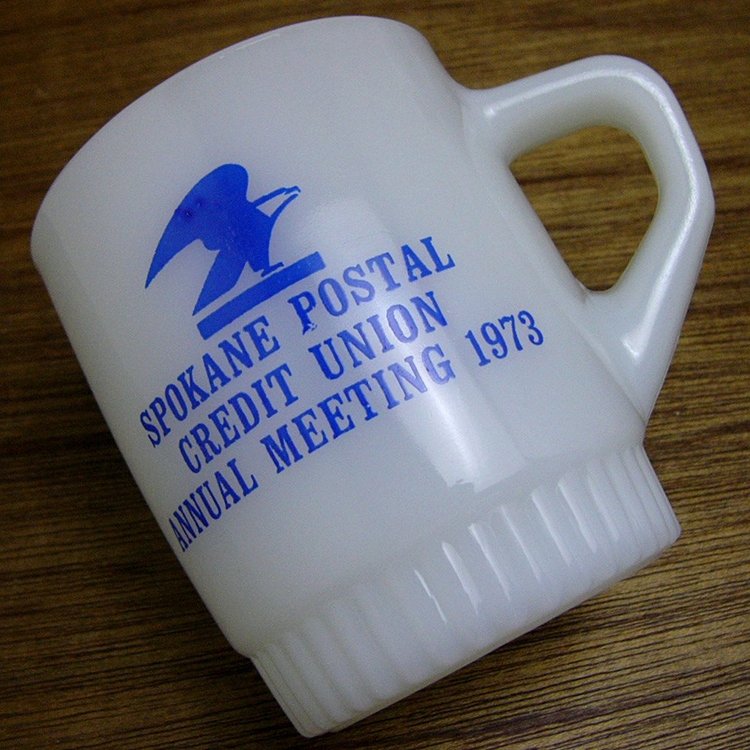 SPOKANE POSTAL
CREDIT UNION
ANNUAL MEETING 1973